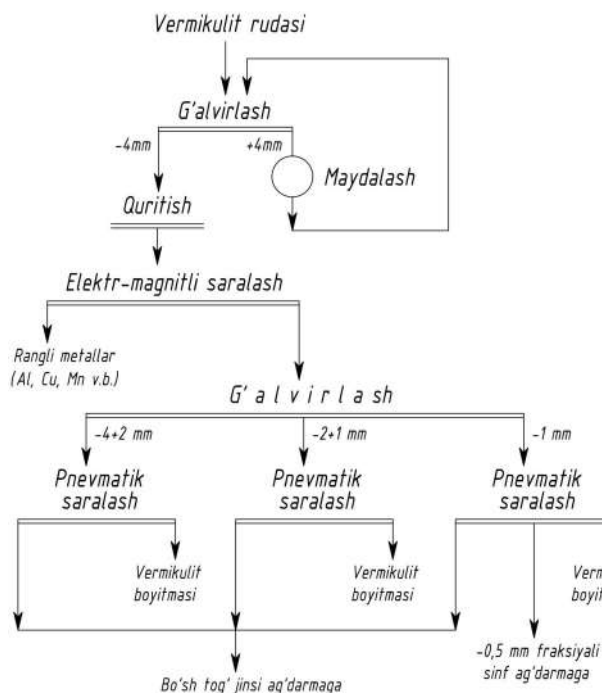 Vermikulit rudasi
G'alvirlash
-4mm
+4mm
Maydalash
Quritish
Elektr-magnitli saralash
Rangli metallar
(Al, Cu, Mn v.b.)
G'alvirlash
-4+2 mm
-2+1 mm
-1 mm
Pnevmatik
saralash
Pnevmatik
saralash
Pnevmatik
saralash
Vermikulit
boyitmasi
Vermikulit
boyitmasi
-0,5 mm fraksiyali
sinf ag'darmaga
Bo'sh tog' jinsi ag'darmaga